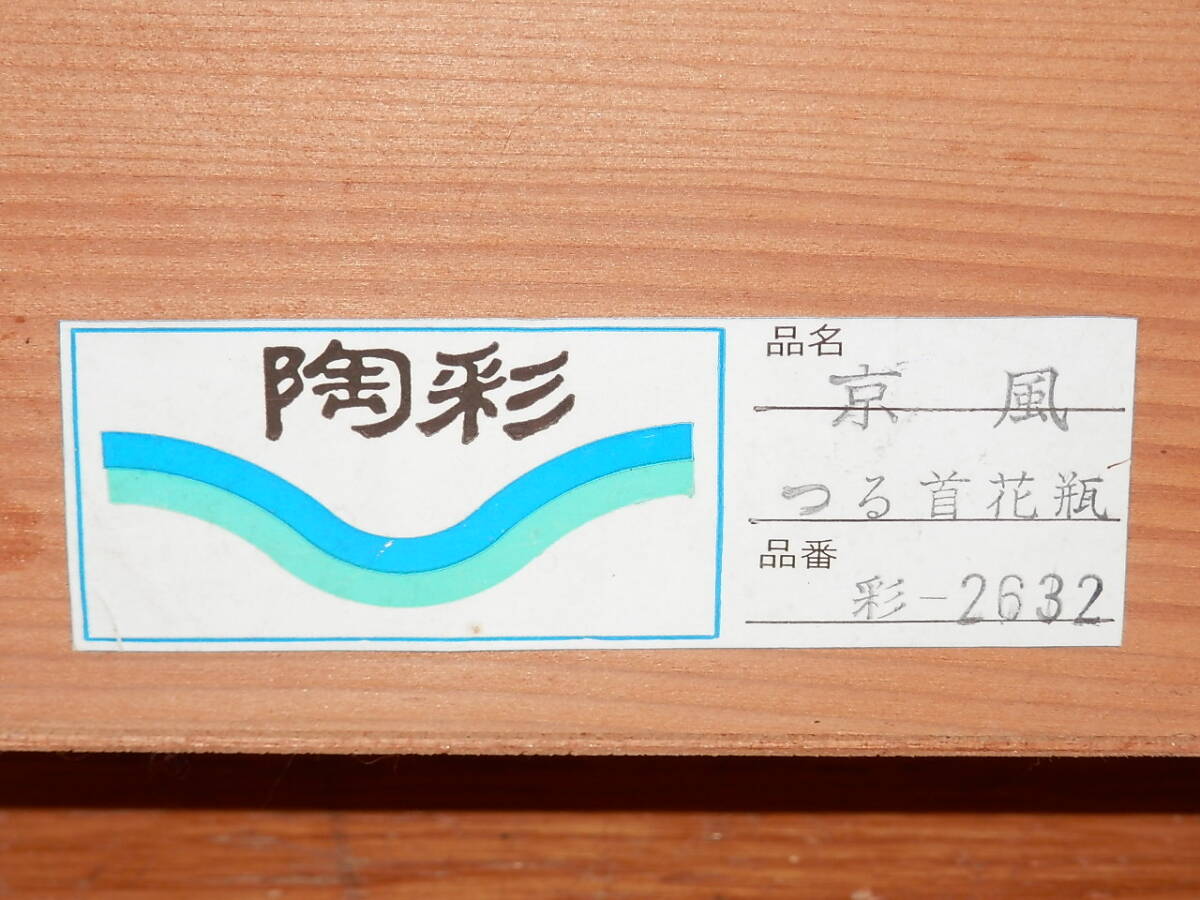 陶彩
品名
京風
つる首花瓶
品番
彩-2632